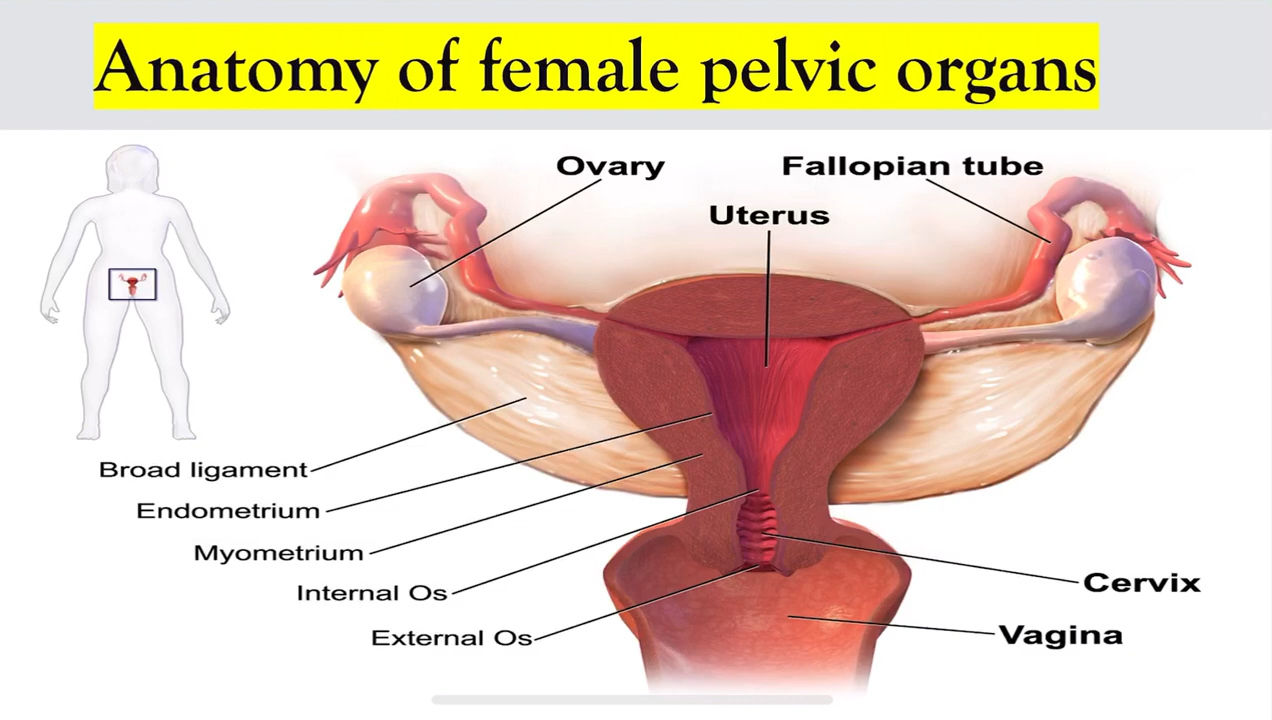 Anatomy of female pelvic organs
Ovary
Fallopian tube
Uterus
Broad ligament
Endometrium
Myometrium
Internal Os
External Os
Cervix
Vagina